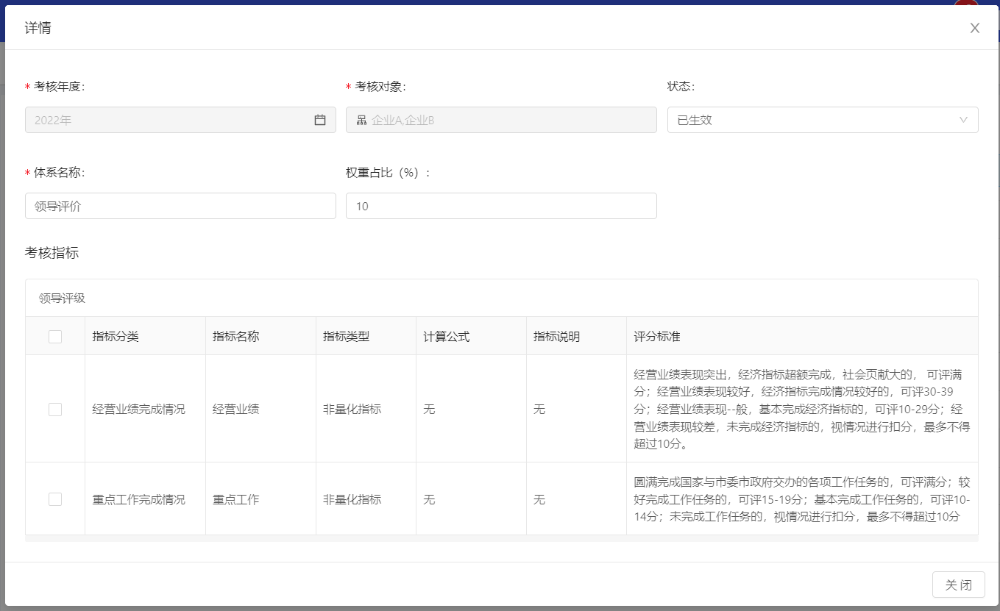 详情
* 考核年度:
* 考核对象:
状态:
2022年
企业A,企业B
已生效
* 体系名称:
权重占比（%）:
领导评价
10
考核指标
领导评级
指标分类
指标名称
指标类型
计算公式
指标说明
评分标准
经营业绩完成情况
经营业绩
非量化指标
无
无
经营业绩表现突出，经济指标超额完成，社会页献大的， 可评满
分；经营业绩表现较好，经济指标完成情况较好的，可评30-39
分；经营业绩表现--般，基本完成经济指标的，可评10-29分；经
营业绩表现较差，未完成经济指标的，视情况进行扣分，最多不得
超过10分。
重点工作完成情况
重点工作
非量化指标
无
无
圆满完成国家与市委市政府交办的各项工作任务的，可评满分；较
好完成工作任务的，可评15-19分；基本完成工作任务的，可评10-
14分；未完成工作任务的，视情况进行扣分，最多不得超过10分
关 闭